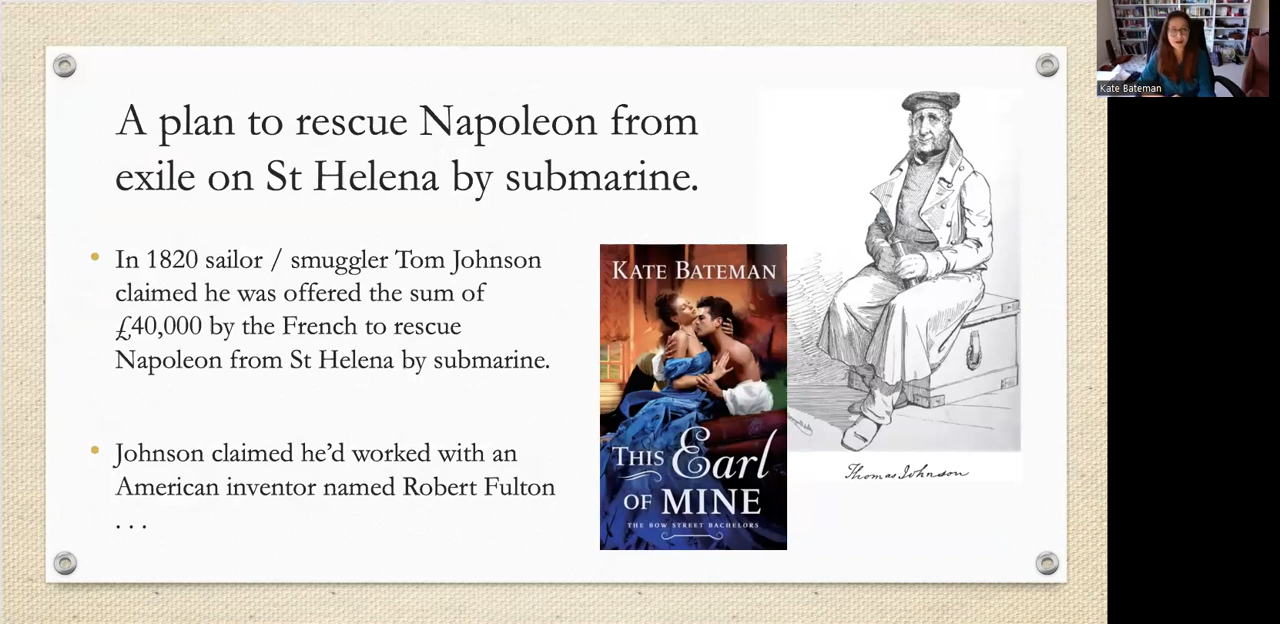 A plan to rescue Napoleon from
exile on St Helena by submarine.
In 1820 sailor / smuggler Tom Johnson
claimed he was offered the sum of
£40,000 by the French to rescue
Napoleon from St Helena by submarine.
Johnson claimed he’d worked with an
American inventor named Robert Fulton
. . .
KATE BATEMAN
THIS Earl
OF MINE
THE BOW STREET BACHELORS
Thomas Johnson
Kate Bateman